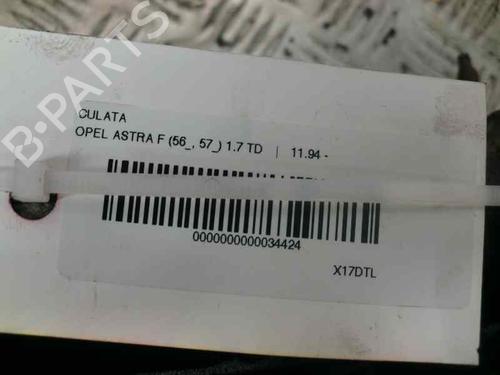 B-PARTS
CULATA
OPEL ASTRA F (56_, 57_) 1.7 TD | 11.94 -
0000000000034424
X17DTL